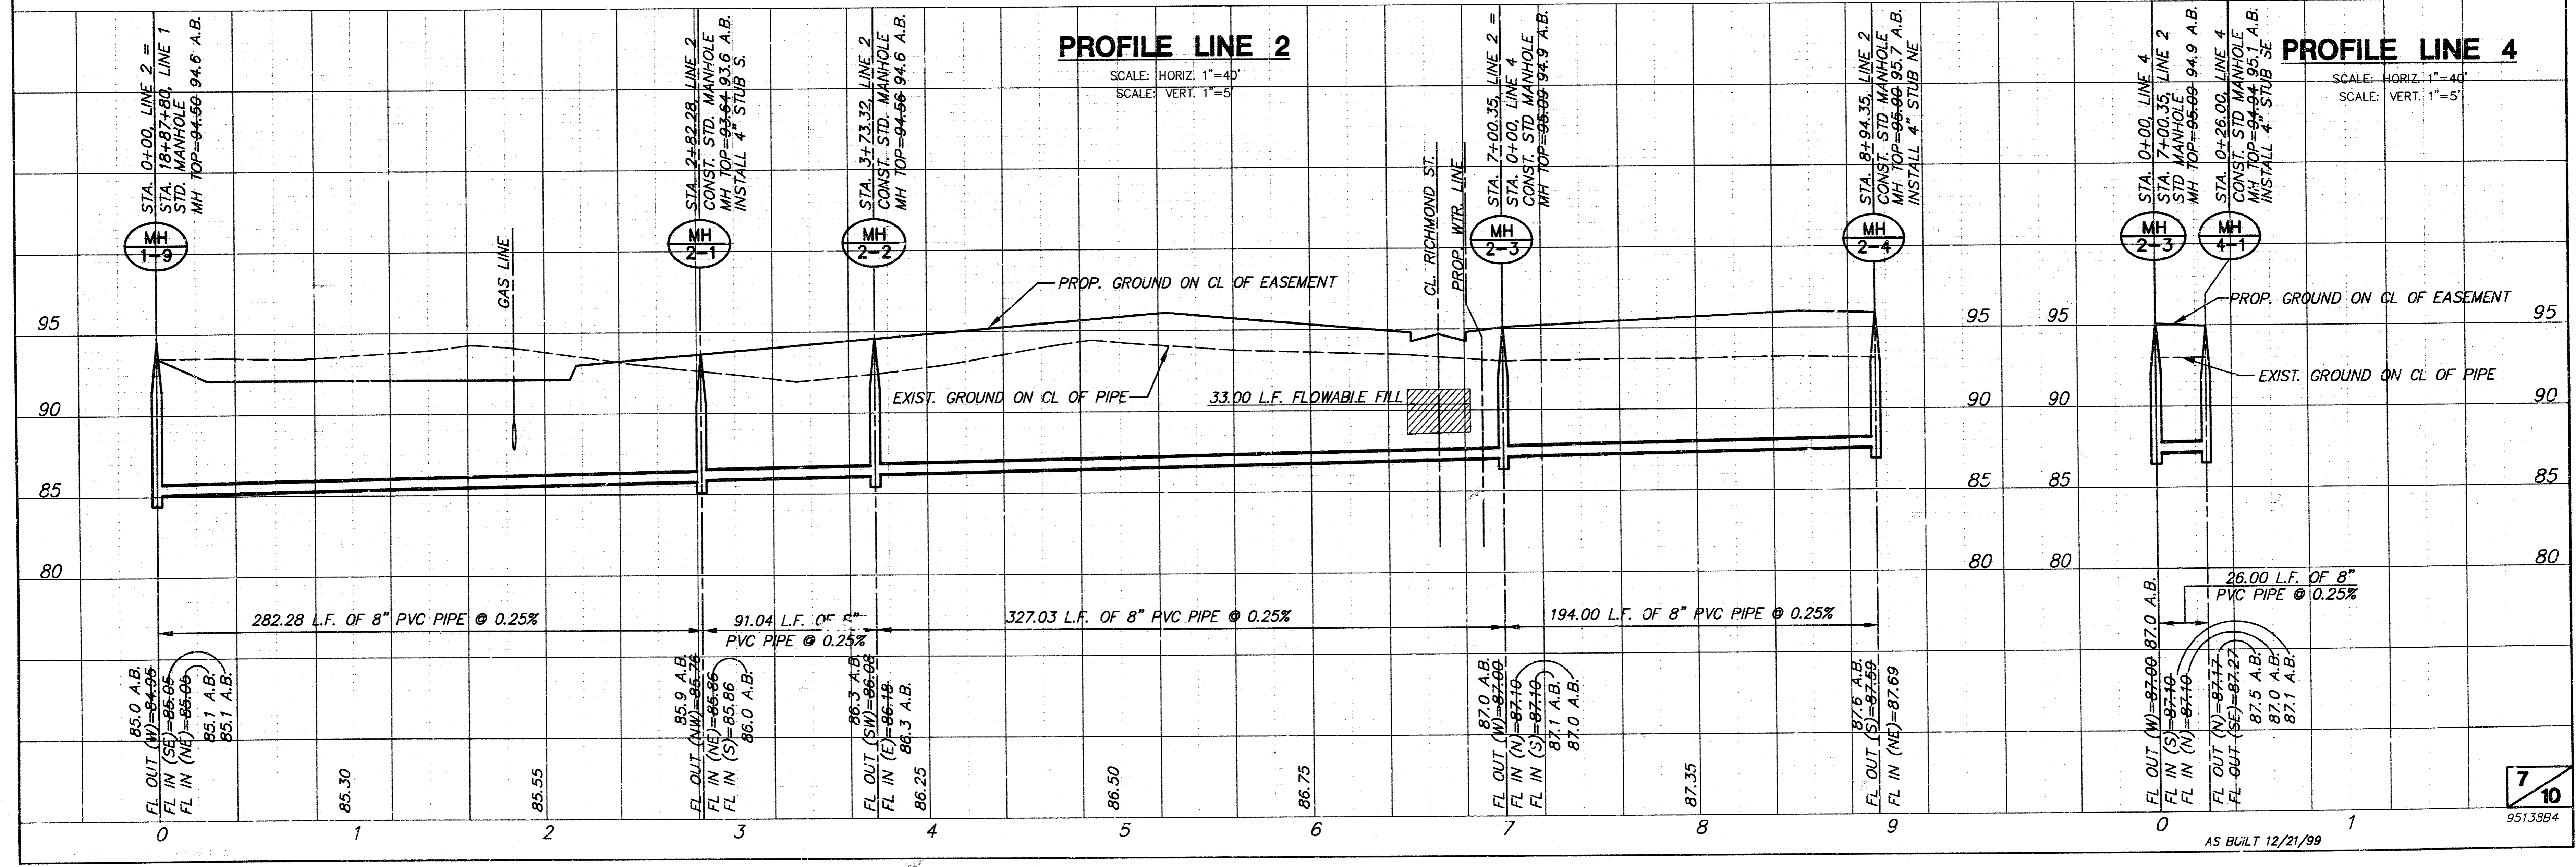 PROFILE LINE 2
SCALE: HORIZ. 1"=40'
SCALE: VERT. 1"=5'
PROFILE LINE 4
SCALE: HORIZ. 1"=40'
SCALE: VERT. 1"=5'
STA. 0+00, LINE 2 =
STA. 18+87+80, LINE 1
STD. MANHOLE
MH TOP=94.50 94.6 A.B.
MH
1-9
GAS LINE
STA. 2+82.28, LINE 2
CONST. STD. MANHOLE
MH TOP=93.64 93.6 A.B.
INSTALL 4" STUB S.
MH
2-1
STA. 3+73.32, LINE 2
CONST. STD. MANHOLE
MH TOP=94.56 94.6 A.B.
MH
2-2
CL. RICHMOND ST.
PROP. WTR. LINE
STA. 7+00.35, LINE 2 =
STA. 0+00, LINE 4
CONST. STD MANHOLE
MH TOP=95.09 94.9 A.B.
MH
2-3
STA. 8+94.35, LINE 2
CONST. STD MANHOLE
MH TOP=95.90 95.7 A.B.
INSTALL 4" STUB NE
MH
2-4
STA. 0+00, LINE 4
STA. 7+00.35, LINE 2
STD MANHOLE
MH TOP=95.09 94.9 A.B.
MH
2-3
STA. 0+26.00, LINE 4
CONST. STD MANHOLE
MH TOP=94.94 95.1 A.B.
INSTALL 4" STUB SE
MH
4-1
PROP. GROUND ON CL OF EASEMENT
EXIST. GROUND ON CL OF PIPE
33.00 L.F. FLOWABLE FILL
PROP. GROUND ON CL OF EASEMENT
EXIST. GROUND ON CL OF PIPE
95 95 95 95
90 90 90 90
85 85 85 85
80 80 80 80
282.28 L.F. OF 8" PVC PIPE @ 0.25%
91.04 L.F. OF 8"
PVC PIPE @ 0.25%
327.03 L.F. OF 8" PVC PIPE @ 0.25%
194.00 L.F. OF 8" PVC PIPE @ 0.25%
26.00 L.F. OF 8"
PVC PIPE @ 0.25%
85.0 A.B.
FL OUT (W)=84.95
FL IN (SE)=85.05
FL IN (NE)=85.05
85.1 A.B.
85.1 A.B.
85.30
85.55
85.9 A.B.
FL OUT (NW)=85.76
FL IN (NE)=85.86
FL IN (S)=85.86
86.0 A.B.
86.3 A.B.
FL OUT (SW)=86.08
FL IN (E)=86.18
86.3 A.B.
86.25
86.50
86.75
87.0 A.B.
FL OUT (W)=87.00
FL IN (N)=87.10
FL IN (S)=87.10
87.1 A.B.
87.0 A.B.
87.35
87.6 A.B.
FL OUT (S)=87.59
FL IN (NE)=87.69
FL OUT (W)=87.00 87.0 A.B.
FL IN (S)=87.10
FL IN (N)=87.10
FL OUT (N)=87.17
FL OUT (SE)=87.27
87.5 A.B.
87.0 A.B.
87.1 A.B.
0 1 2 3 4 5 6 7 8 9 0 1
7
10
95138B4
AS BUILT 12/21/99